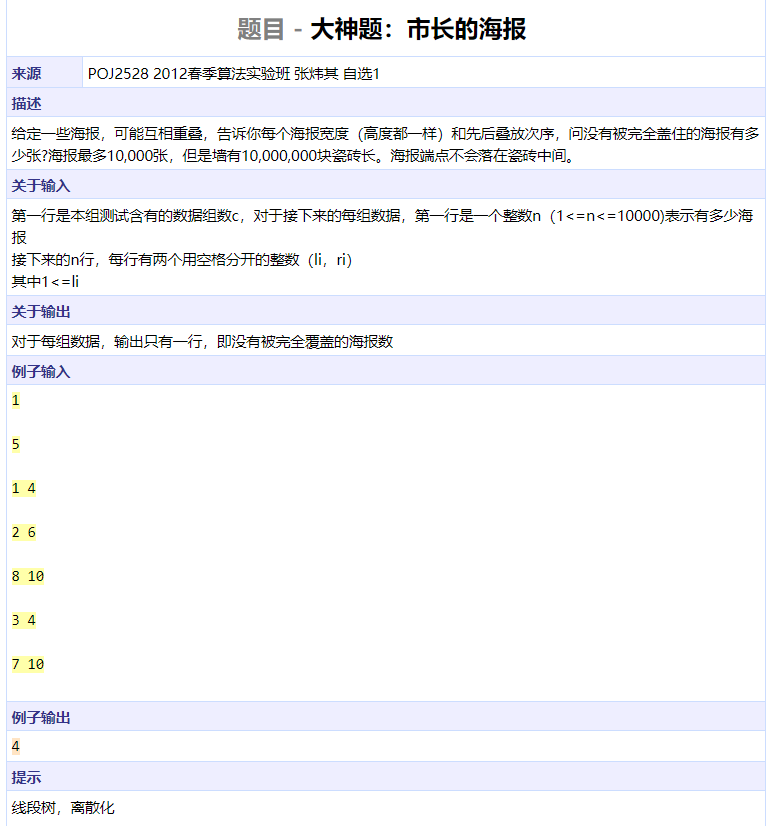 题目 - 大神题：市长的海报
来源 POJ2528 2012春季算法实验班 张炜其 自选1
描述
给定一些海报，可能互相重叠，告诉你每个海报宽度（高度都一样）和先后叠放次序，问没有被完全盖住的海报有多
少张?海报最多10,000张，但是墙有10,000,000块瓷砖长。海报端点不会落在瓷砖中间。
关于输入
第一行是本组测试含有的数据组数c，对于接下来的每组数据，第一行是一个整数n（1<=n<=10000)表示有多少海
报
接下来的n行，每行有两个用空格分开的整数（li，ri）
其中1<=li
关于输出
对于每组数据，输出只有一行，即没有被完全覆盖的海报数
例子输入
1
5
1 4
2 6
8 10
3 4
7 10
例子输出
4
提示
线段树，离散化